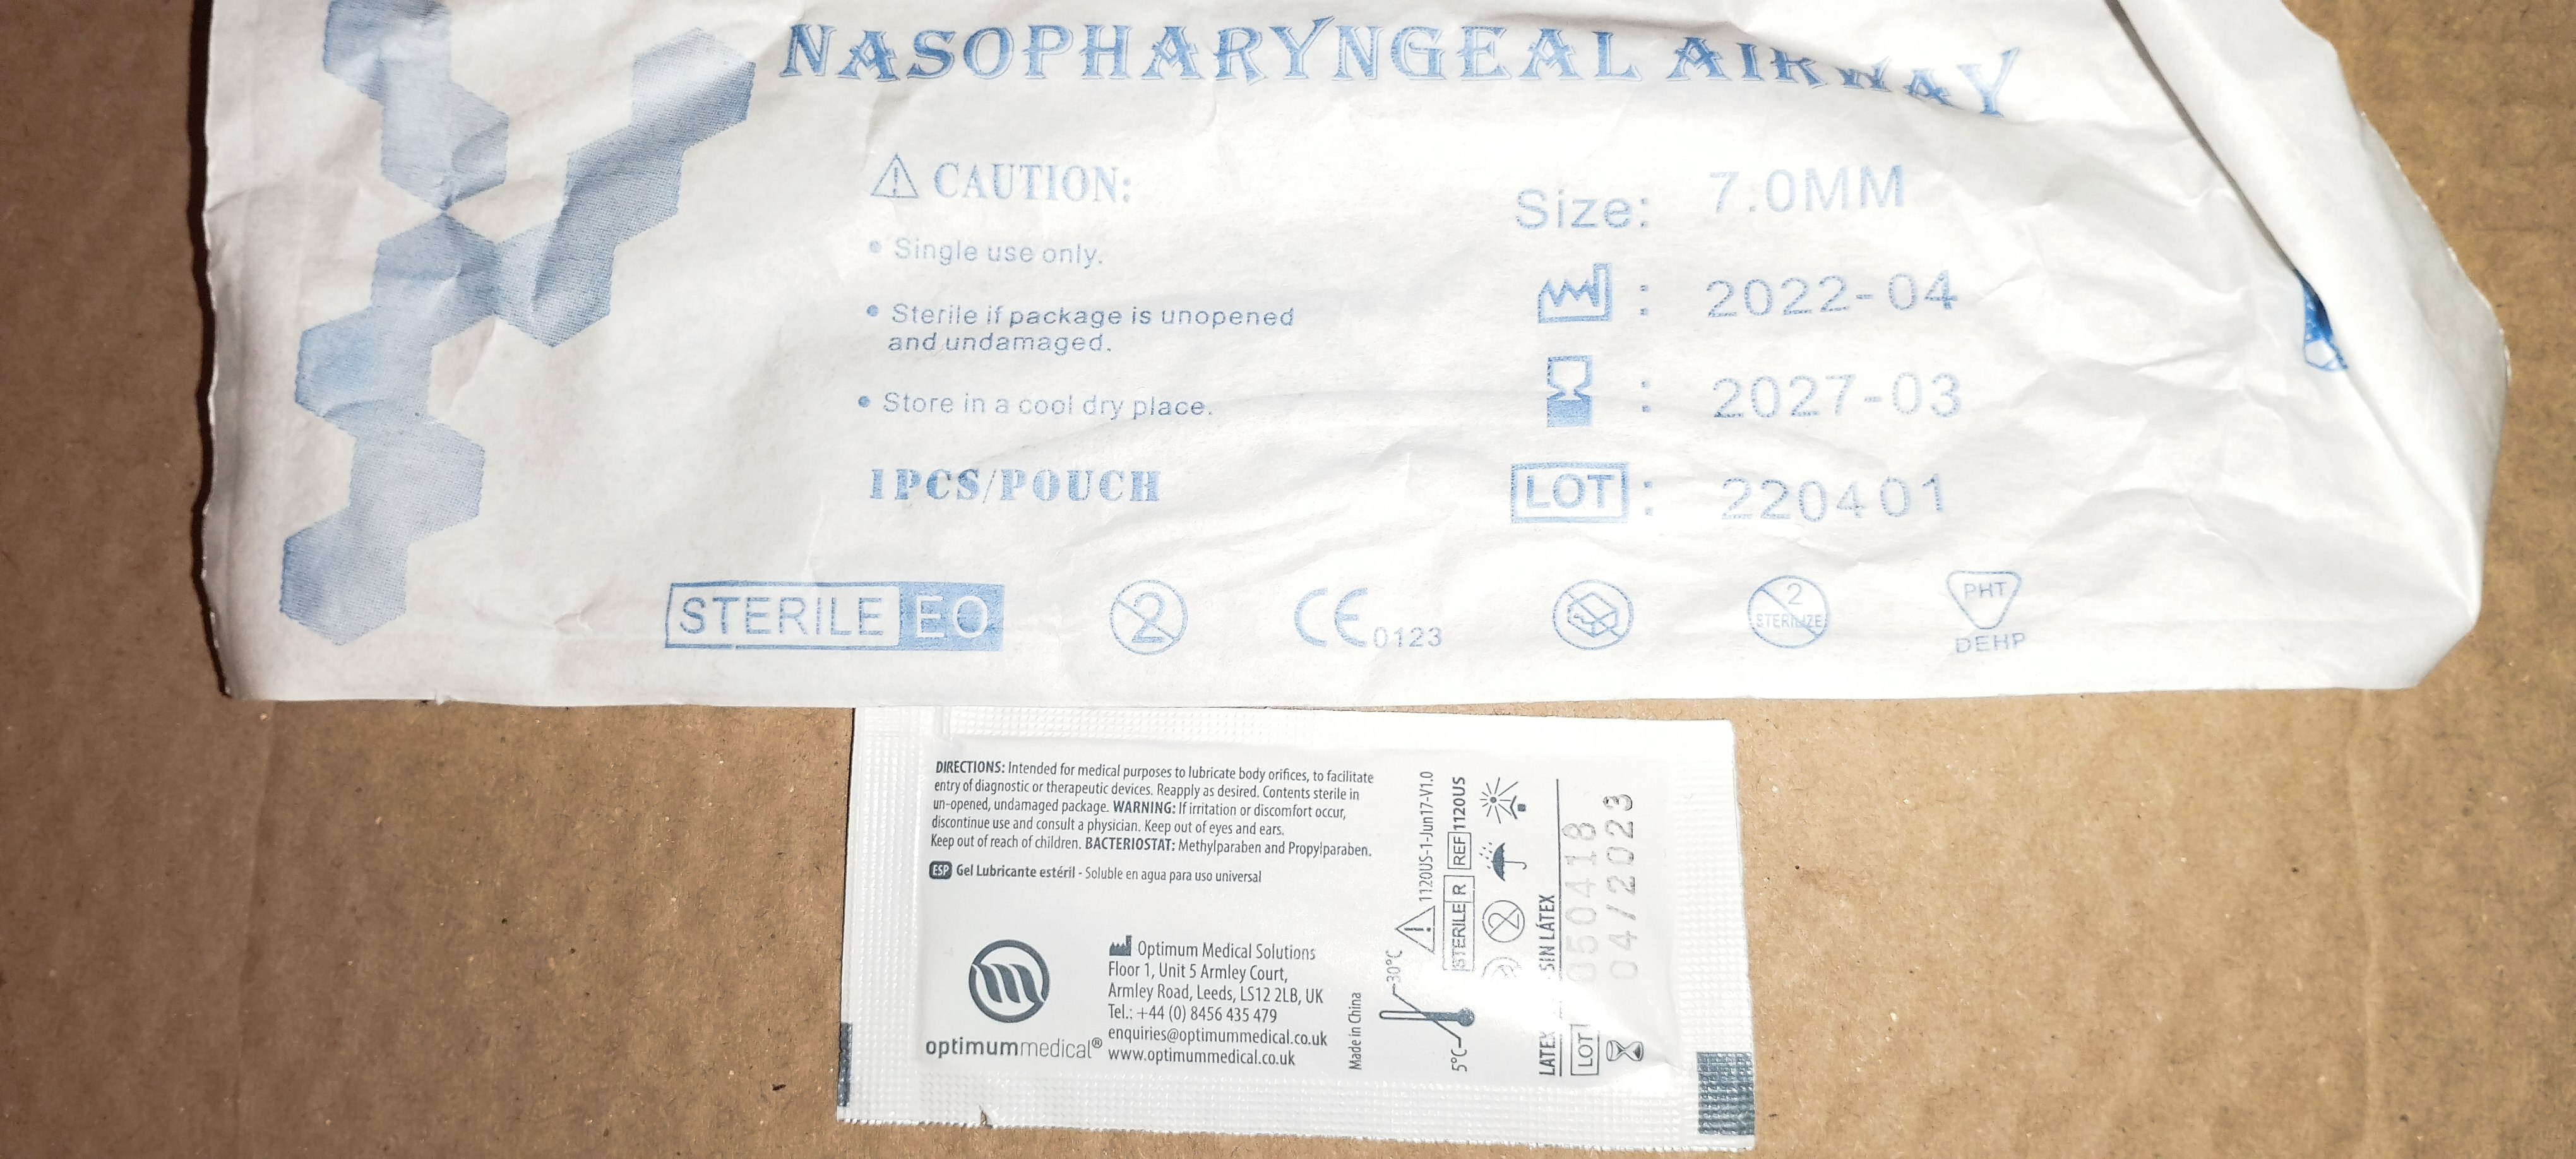 NASOPHARYNGEAL AIRWAY
CAUTION:
• Single use only.
• Sterile if package is unopened
and undamaged.
• Store in a cool dry place.
1PCS/POUCH
Size: 7.0MM
: 2022-04
: 2027-03
LOT : 220401
STERILE EO
2
CE 0123
2
STERILIZE
PHT
DEHP
DIRECTIONS: Intended for medical purposes to lubricate body orifices, to facilitate
entry of diagnostic or therapeutic devices. Reapply as desired. Contents sterile in
un-opened, undamaged package. WARNING: If irritation or discomfort occur,
discontinue use and consult a physician. Keep out of eyes and ears.
Keep out of reach of children. BACTERIOSTAT: Methylparaben and Propylparaben.
ESP Gel Lubricante estéril - Soluble en agua para uso universal
optimummedical®
Optimum Medical Solutions
Floor 1, Unit 5 Armley Court,
Armley Road, Leeds, LS12 2LB, UK
Tel.: +44 (0) 8456 435 479
enquiries@optimummedical.co.uk
www.optimummedical.co.uk
Made in China
5°C
30°C
1120US-1-Jun17-V1.0
STERILE R REF 1120US
2
LATEX SIN LÁTEX
LOT 050418
04/2023